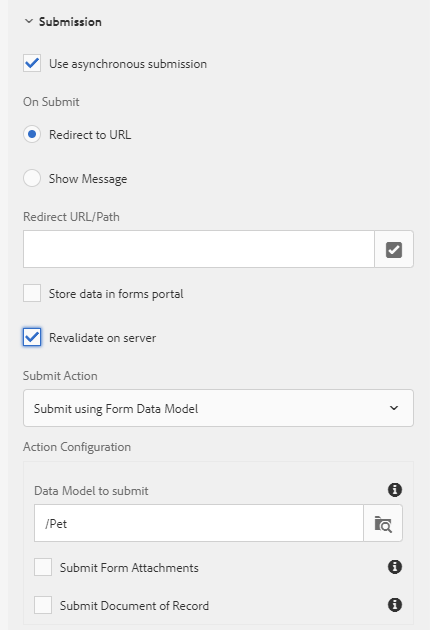 Submission
Use asynchronous submission
On Submit
Redirect to URL
Show Message
Redirect URL/Path
Store data in forms portal
Revalidate on server
Submit Action
Submit using Form Data Model
Action Configuration
Data Model to submit
/Pet
Submit Form Attachments
Submit Document of Record